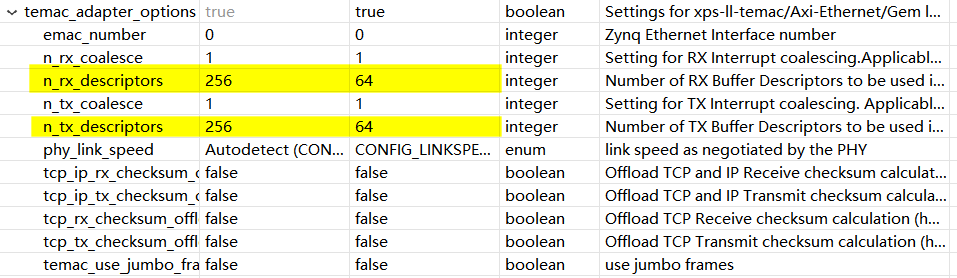 temac_adapter_options true true boolean Settings for xps-ll-temac/Axi-Ethernet/Gem l...
emac_number 0 0 integer Zynq Ethernet Interface number
n_rx_coalesce 1 1 integer Setting for RX Interrupt coalescing.Applicabl...
n_rx_descriptors 256 64 integer Number of RX Buffer Descriptors to be used i...
n_tx_coalesce 1 1 integer Setting for TX Interrupt coalescing. Applicabl...
n_tx_descriptors 256 64 integer Number of TX Buffer Descriptors to be used i...
phy_link_speed Autodetect (CON... CONFIG_LINKSPE... enum link speed as negotiated by the PHY
tcp_ip_rx_checksum_c false false boolean Offload TCP and IP Receive checksum calculat...
tcp_ip_tx_checksum_c false false boolean Offload TCP and IP Transmit checksum calcula...
tcp_rx_checksum_offl false false boolean Offload TCP Receive checksum calculation (h...
tcp_tx_checksum_offl false false boolean Offload TCP Transmit checksum calculation (h...
temac_use_jumbo_fra false false boolean use jumbo frames